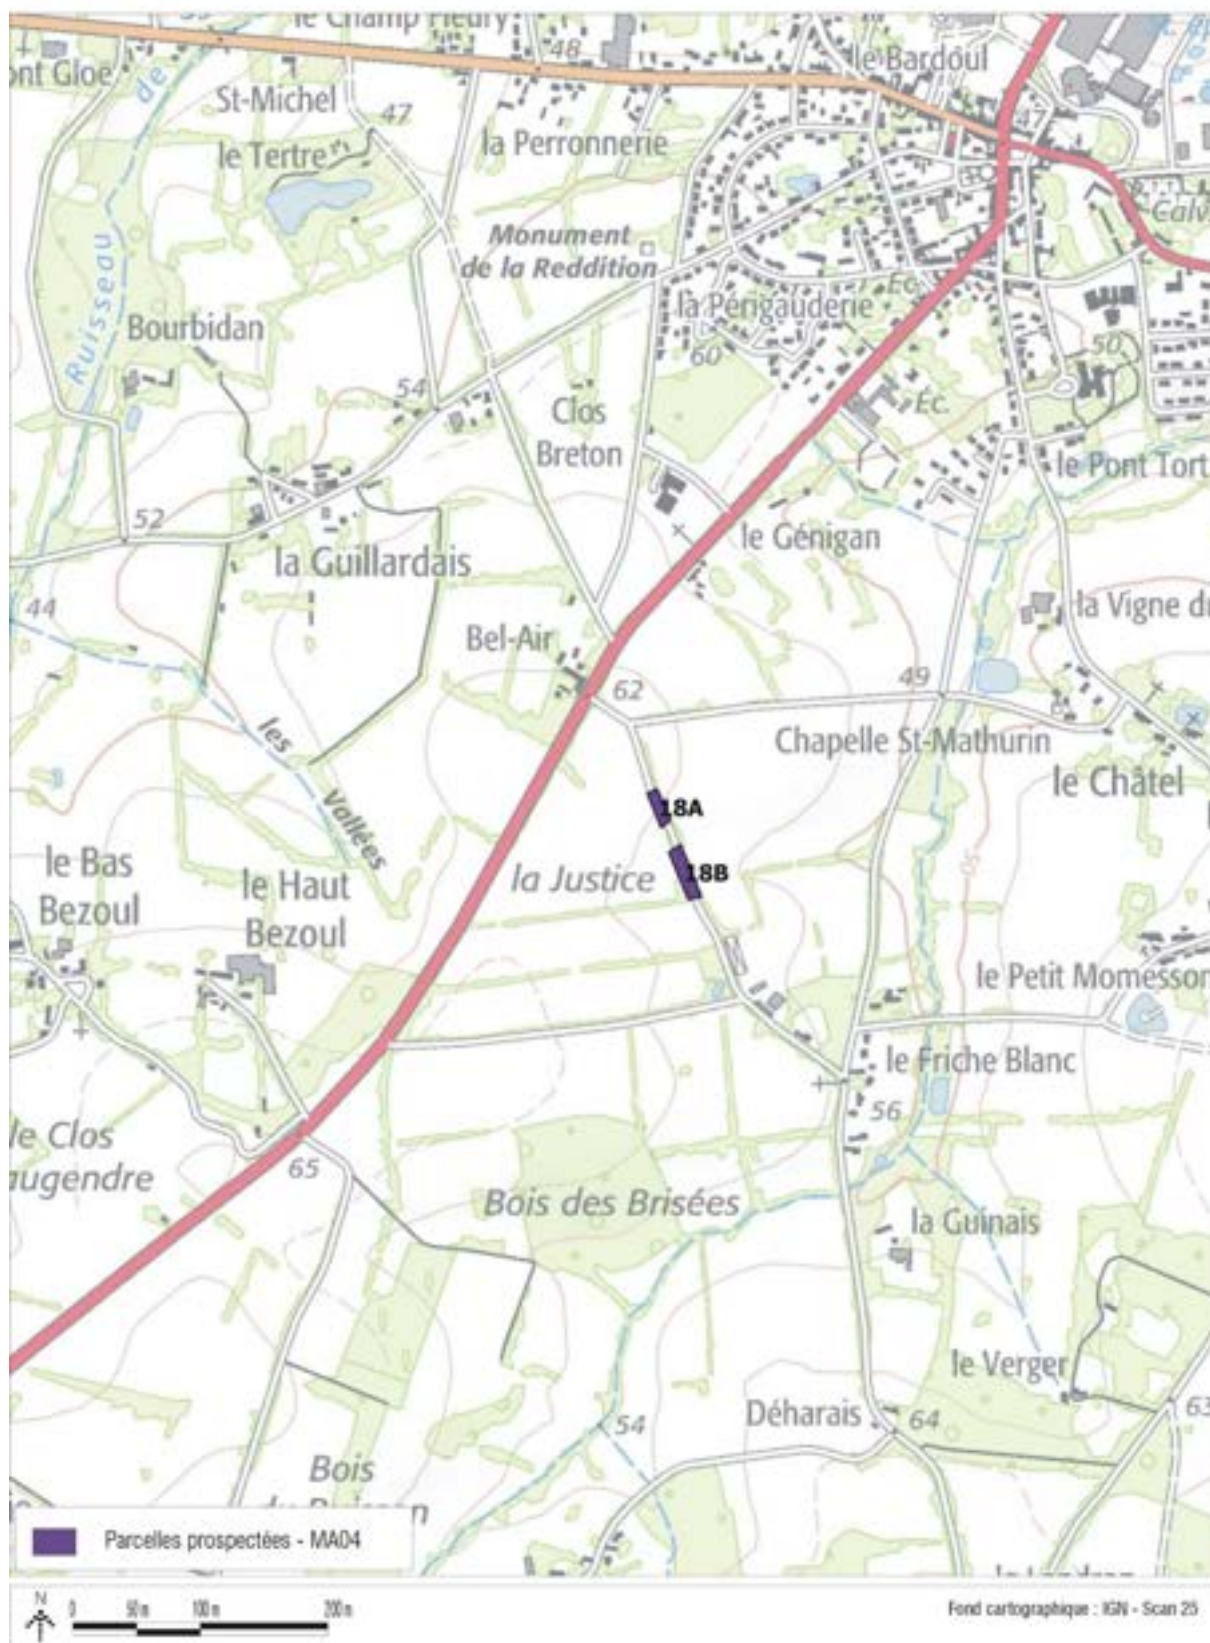 le Champ Fleury
48
le Bardoul
ont Gloe
de
St-Michel
47
47
le Tertre
la Perronnerie
Calv
Ruisseau
Monument
de la Reddition
Ec
la Périgauderie
Bourbidan
60
50
54
Clos
Breton
Éc.
le Pont Tort
52
le Génigan
la Guillardais
44
la Vigne du
Bel-Air
62
49
les
Vallées
Chapelle St-Mathurin
le Châtel
18A
50
le Bas
Bezoul
le Haut
Bezoul
la Justice
18B
le Petit Momesson
le Friche Blanc
56
le Clos
augendre
65
Bois des Brisées
la Guinais
le Verger
Déharais
64
63
54
Bois
Parcelles prospectées - MA04
N
0 50 m 100 m 200 m
Fond cartographique : IGN - Scan 25